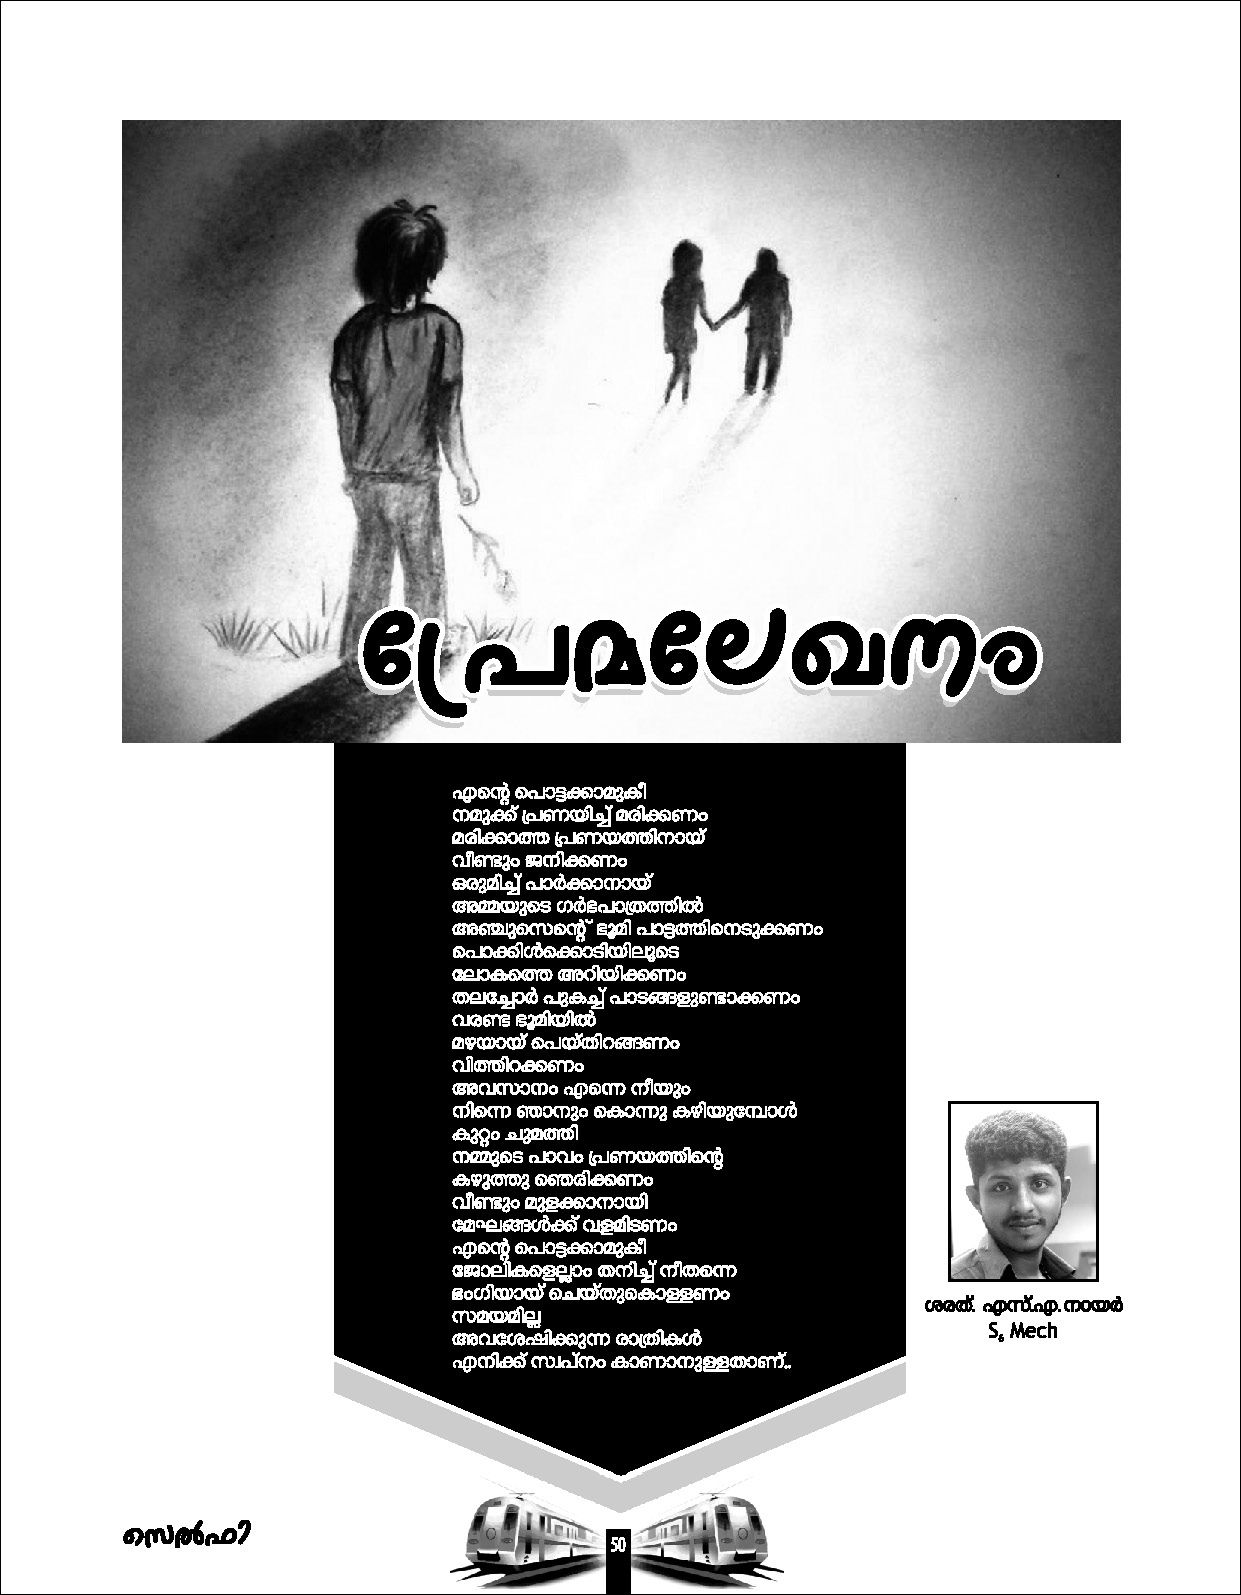 പ്രേമലേഖനം
എന്റെ പൊട്ടക്കാമുകീ
നമുക്ക് പ്രണയിച്ച് മരിക്കണം
മരിക്കാത്ത പ്രണയത്തിനായ്
വീണ്ടും ജനിക്കണം
ഒരുമിച്ച് പാർക്കാനായ്
അമ്മയുടെ ഗർഭപാത്രത്തിൽ
അഞ്ചുസെന്റ് ഭൂമി പാട്ടത്തിനെടുക്കണം
പൊക്കിൾക്കൊടിയിലൂടെ
ലോകത്തെ അറിയിക്കണം
തലച്ചോർ പുകച്ച് പാടങ്ങളുണ്ടാക്കണം
വരണ്ട ഭൂമിയിൽ
മഴയായ് പെയ്തിറങ്ങണം
വിത്തിറക്കണം
അവസാനം എന്നെ നീയും
നിന്നെ ഞാനും കൊന്നു കഴിയുമ്പോൾ
കുറ്റം ചുമത്തി
നമ്മുടെ പാവം പ്രണയത്തിന്റെ
കഴുത്തു ഞെരിക്കണം
വീണ്ടും മുളക്കാനായി
മേഘങ്ങൾക്ക് വളമിടണം
എന്റെ പൊട്ടക്കാമുകീ
ജോലികളെല്ലാം തനിച്ച് നീതന്നെ
ഭംഗിയായ് ചെയ്തുകൊള്ളണം
സമയമില്ല
അവശേഷിക്കുന്ന രാത്രികൾ
എനിക്ക് സ്വപ്നം കാണാനുള്ളതാണ്..
ശരത്. എസ്.എ.നായർ
S6 Mech
സെൽഫി
50